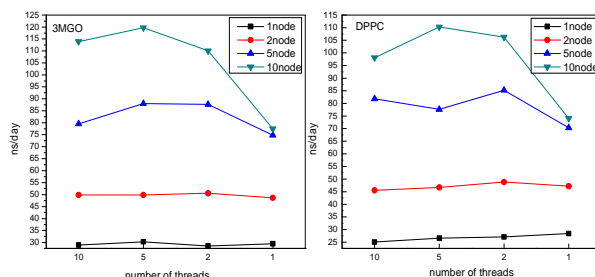 3MGO
1node
2node
5node
10node
125
120
115
110
105
100
95
90
85
80
75
70
65
60
55
50
45
40
35
30
ns/day
10 5 2 1
number of threads
DPPC
1node
2node
5node
10node
115
110
105
100
95
90
85
80
75
70
65
60
55
50
45
40
35
30
25
ns/day
10 5 2 1
number of threads